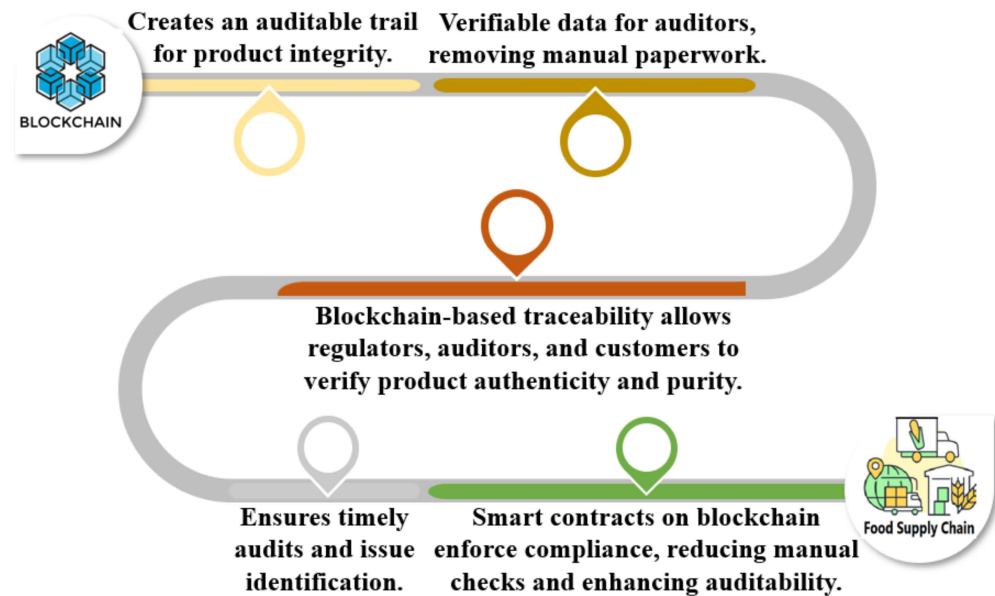 Creates an auditable trail
for product integrity.
Verifiable data for auditors,
removing manual paperwork.
BLOCKCHAIN
Blockchain-based traceability allows
regulators, auditors, and customers to
verify product authenticity and purity.
Ensures timely
audits and issue
identification.
Smart contracts on blockchain
enforce compliance, reducing manual
checks and enhancing auditability.
Food Supply Chain